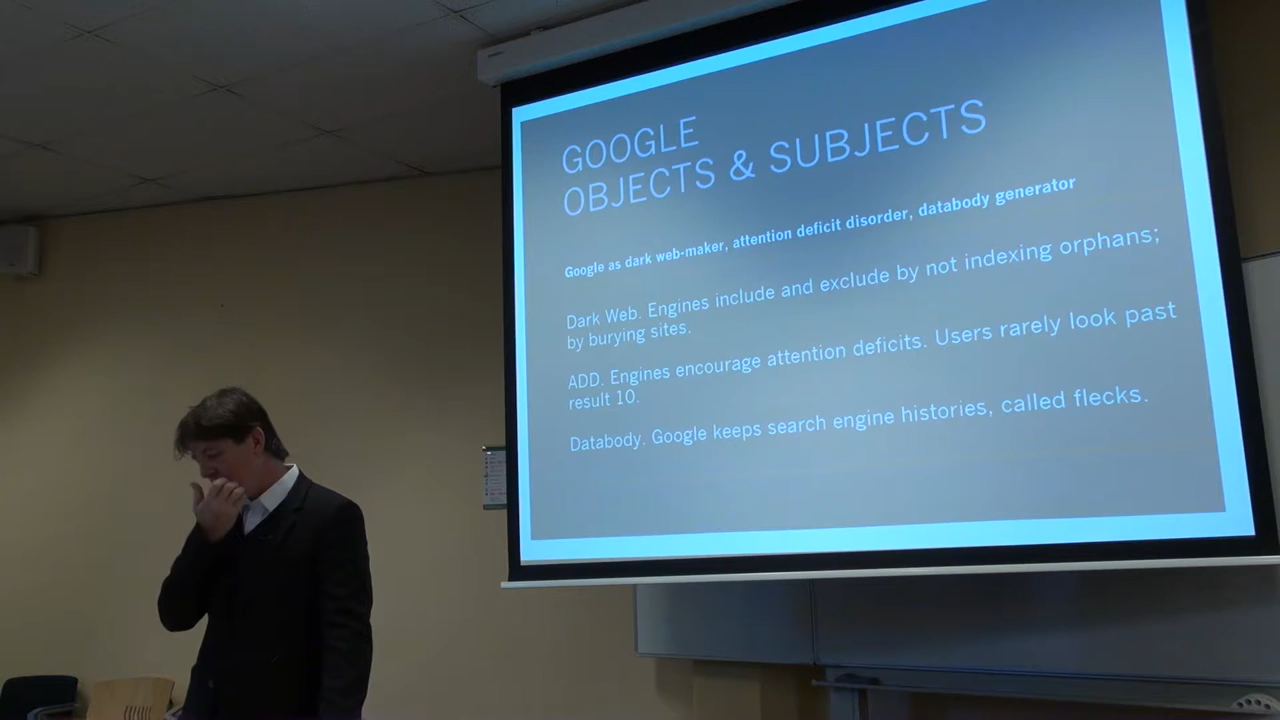 GOOGLE
OBJECTS & SUBJECTS
Google as dark web-maker, attention deficit disorder, databody generator
Dark Web. Engines include and exclude by not indexing orphans;
by burying sites.
ADD. Engines encourage attention deficits. Users rarely look past
result 10.
Databody. Google keeps search engine histories, called flecks.